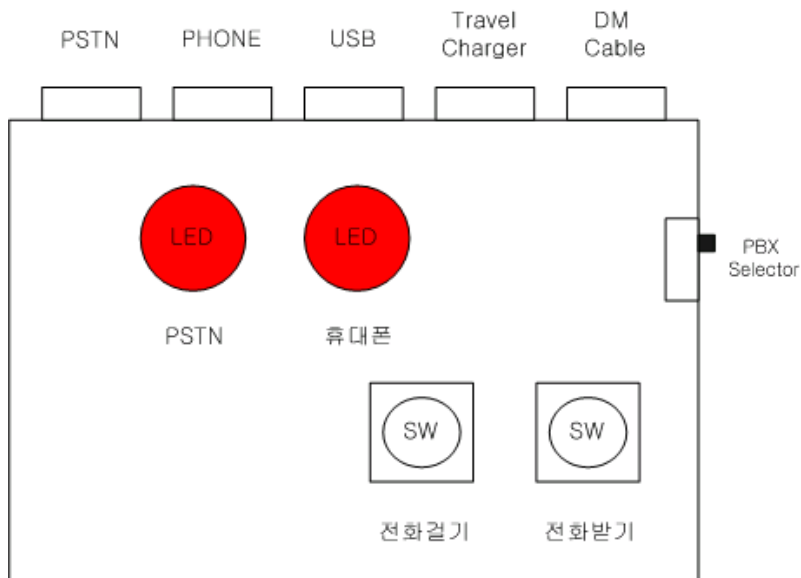 PSTN
PHONE
USB
Travel
Charger
DM
Cable
LED
LED
PBX
Selector
PSTN
휴대폰
SW
SW
전화걸기
전화받기